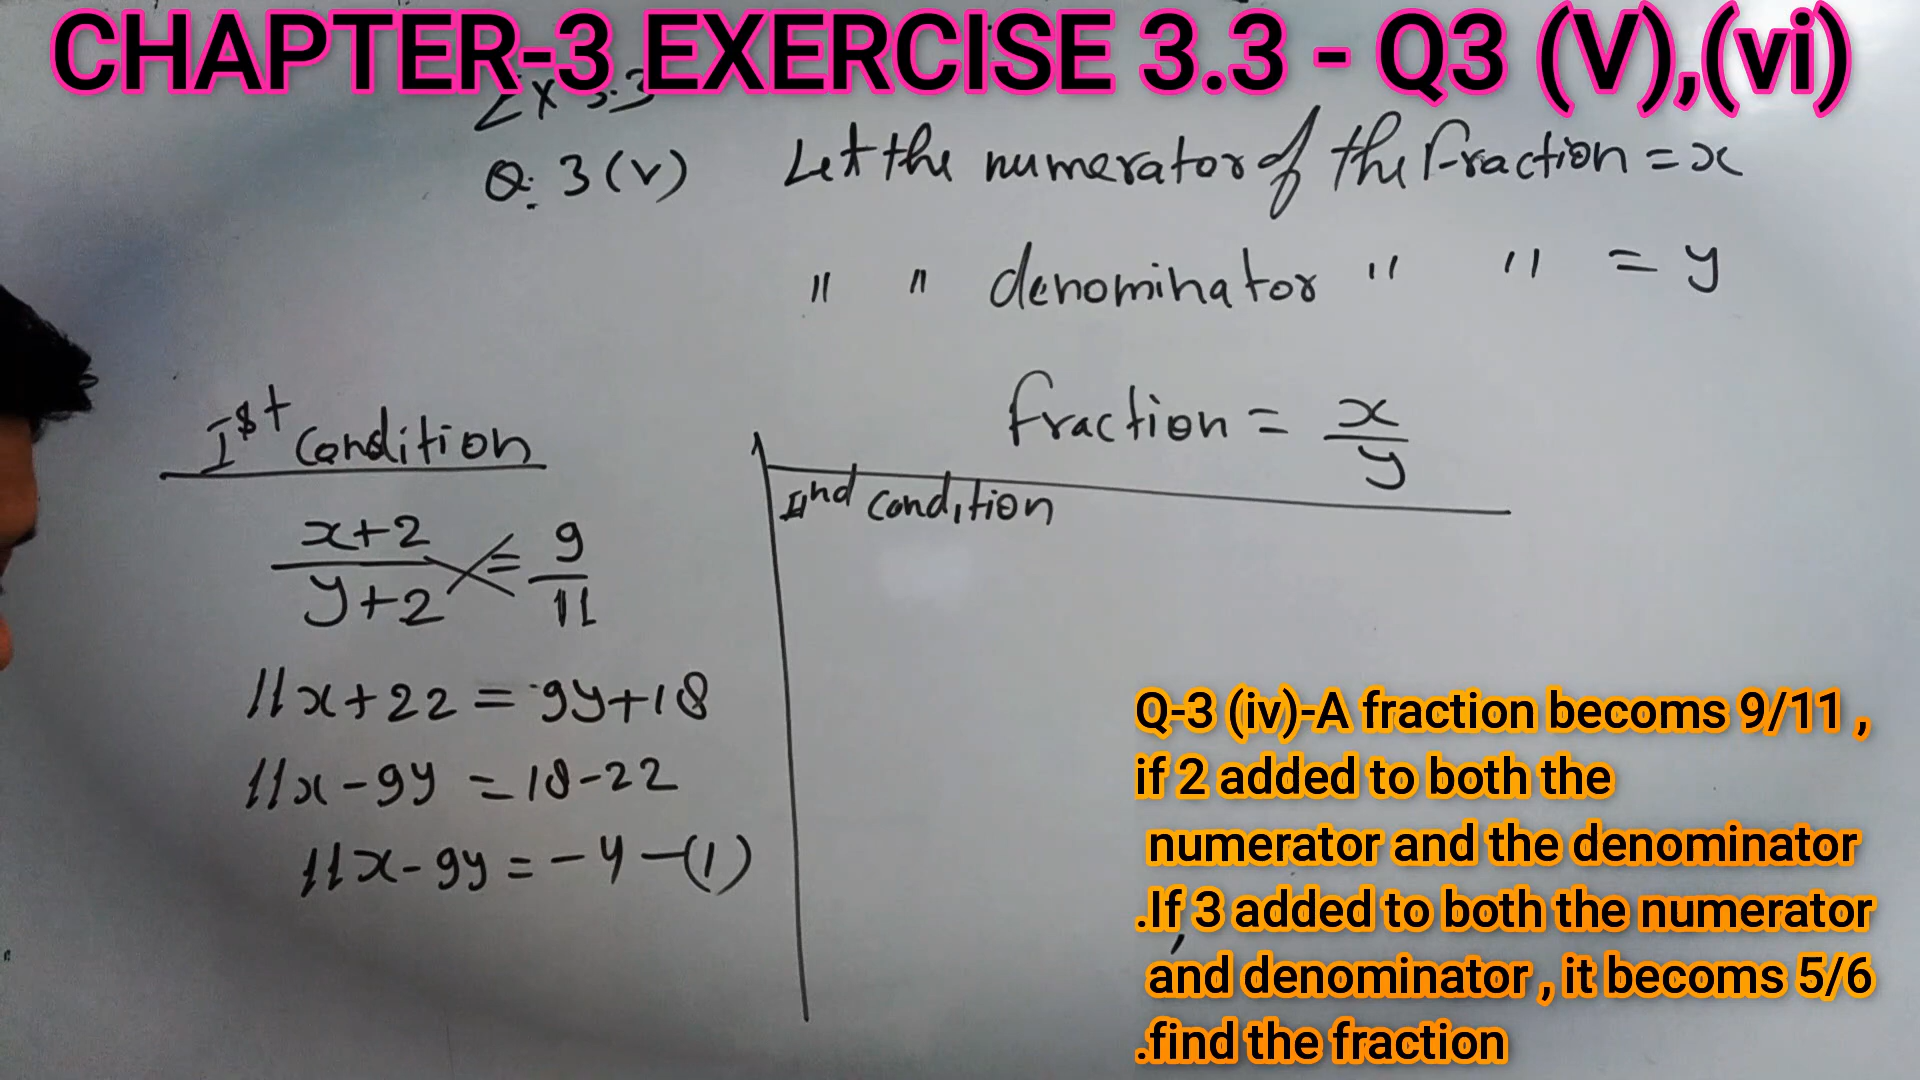 CHAPTER-3 EXERCISE 3.3 - Q3 (V),(vi)
Ex 3.3
Q. 3 (v) Let the numerator of the fraction = x
" " denominator " " = y
fraction = x/y
Ist Condition
IInd condition
x+2/y+2 = 9/11
11x+22 = 9y+18
11x-9y = 18-22
11x-9y = -4 -(1)
Q-3 (iv)-A fraction becoms 9/11 ,
if 2 added to both the
numerator and the denominator
.If 3 added to both the numerator
and denominator , it becoms 5/6
.find the fraction